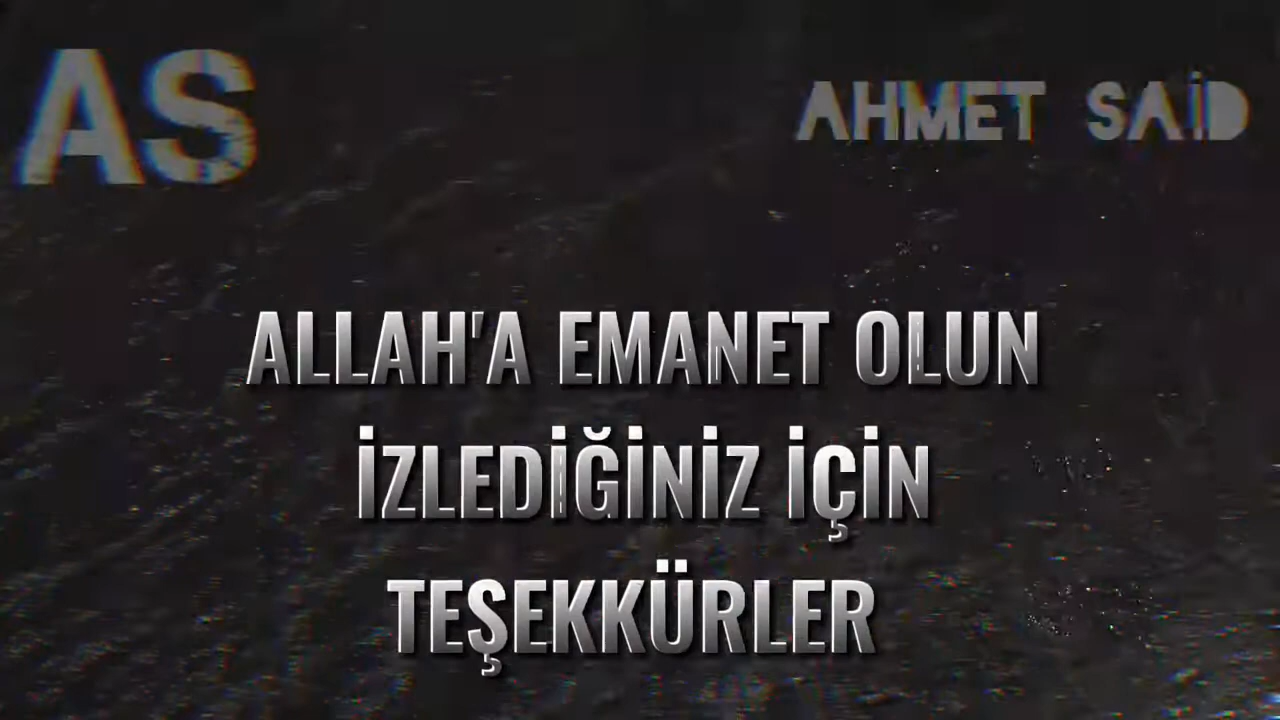 AS
AHMET SAİD
ALLAH'A EMANET OLUN
İZLEDİĞİNİZ İÇİN
TEŞEKKÜRLER